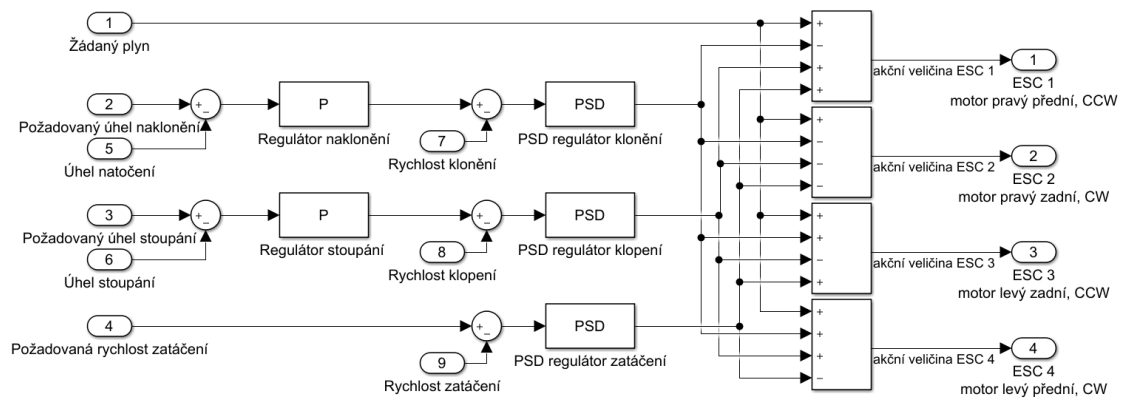 1
Žádaný plyn
2
Požadovaný úhel naklonění
5
Úhel natočení
+
−
P
Regulátor naklonění
7
Rychlost klonění
+
−
PSD
PSD regulátor klonění
3
Požadovaný úhel stoupání
6
Úhel stoupání
+
−
P
Regulátor stoupání
8
Rychlost klopení
+
−
PSD
PSD regulátor klopení
4
Požadovaná rychlost zatáčení
9
Rychlost zatáčení
+
−
PSD
PSD regulátor zatáčení
+
−
+
+
akční veličina ESC 1
1
ESC 1
motor pravý přední, CCW
+
−
−
−
akční veličina ESC 2
2
ESC 2
motor pravý zadní, CW
+
+
−
+
akční veličina ESC 3
3
ESC 3
motor levý zadní, CCW
+
+
+
−
akční veličina ESC 4
4
ESC 4
motor levý přední, CW